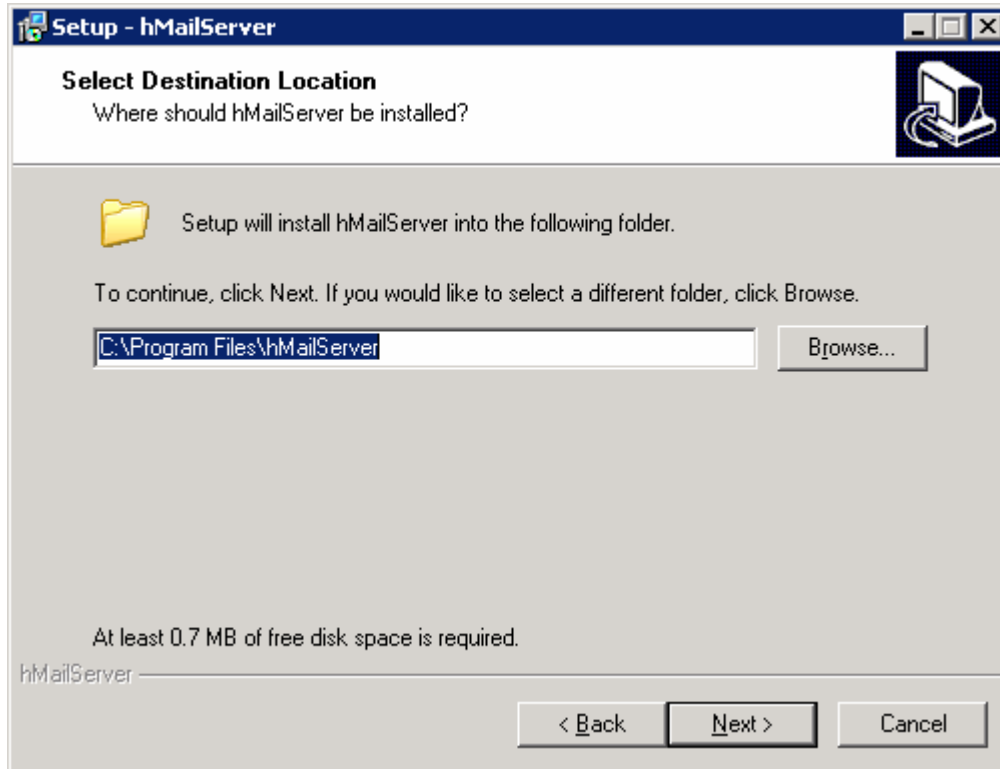 Setup - hMailServer
Select Destination Location
Where should hMailServer be installed?
Setup will install hMailServer into the following folder.
To continue, click Next. If you would like to select a different folder, click Browse.
C:\Program Files\hMailServer
Browse...
At least 0.7 MB of free disk space is required.
hMailServer
< Back
Next >
Cancel